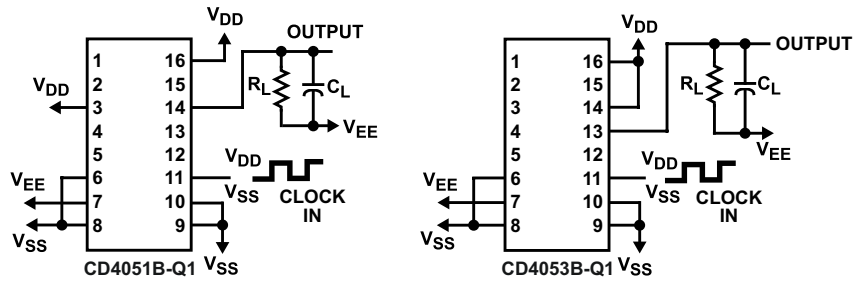 VDD
OUTPUT
1 16
2 15
VDD 3 14 RL CL
4 13 VEE
5 12 VDD
6 11 VSS CLOCK IN
VEE 7 10
VSS 8 9
VSS
CD4051B-Q1
VDD
OUTPUT
1 16
2 15
3 14 RL CL
4 13 VEE
5 12 VDD
6 11 VSS CLOCK IN
VEE 7 10
VSS 8 9
VSS
CD4053B-Q1